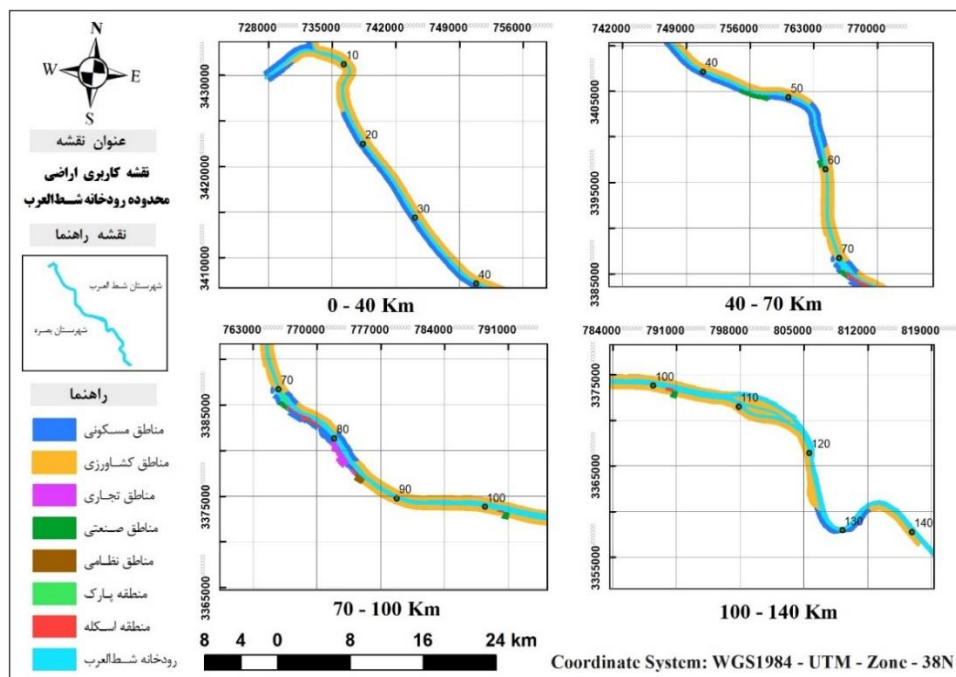 N
W
E
S
عنوان نقشه
نقشه کاربری اراضی
محدوده رودخانه شـط‌العرب
نقشه راهنما
شهرستان شط العرب
شهرستان بصره
راهنما
مناطق مسکونی
مناطق کشاورزی
مناطق تجاری
مناطق صنعتی
مناطق نظامی
منطقه پارک
منطقه اسکله
رودخانه شـط‌العرب
728000 735000 742000 749000 756000
3430000
3420000
3410000
10
20
30
40
0 - 40 Km
742000 749000 756000 763000 770000
3405000
3395000
3385000
40
50
60
70
40 - 70 Km
763000 770000 777000 784000 791000
3385000
3375000
3365000
70
80
90
100
70 - 100 Km
784000 791000 798000 805000 812000 819000
3375000
3365000
3355000
100
110
120
130
140
100 - 140 Km
8 4 0 8 16 24 km
Coordinate System: WGS1984 - UTM - Zone - 38N